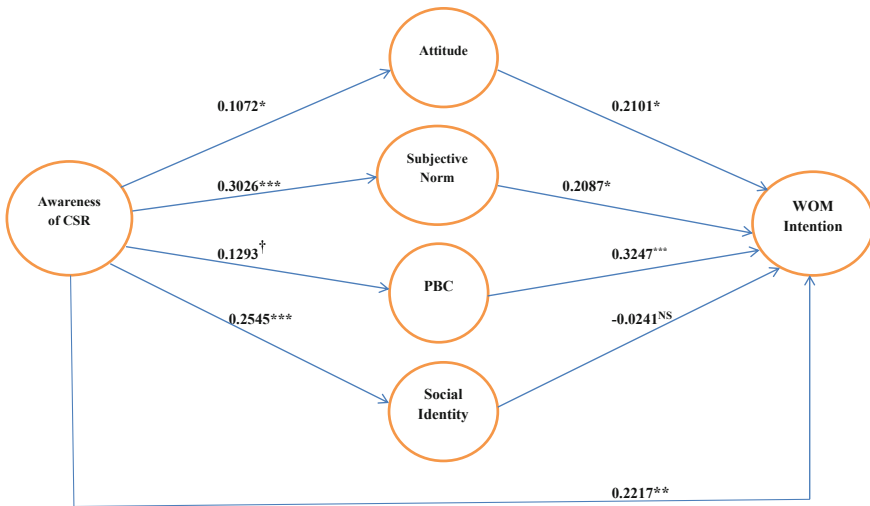 Attitude
0.1072*
0.2101*
Subjective
Norm
0.3026***
0.2087*
Awareness
of CSR
WOM
Intention
0.1293†
0.3247***
PBC
0.2545***
-0.0241NS
Social
Identity
0.2217**